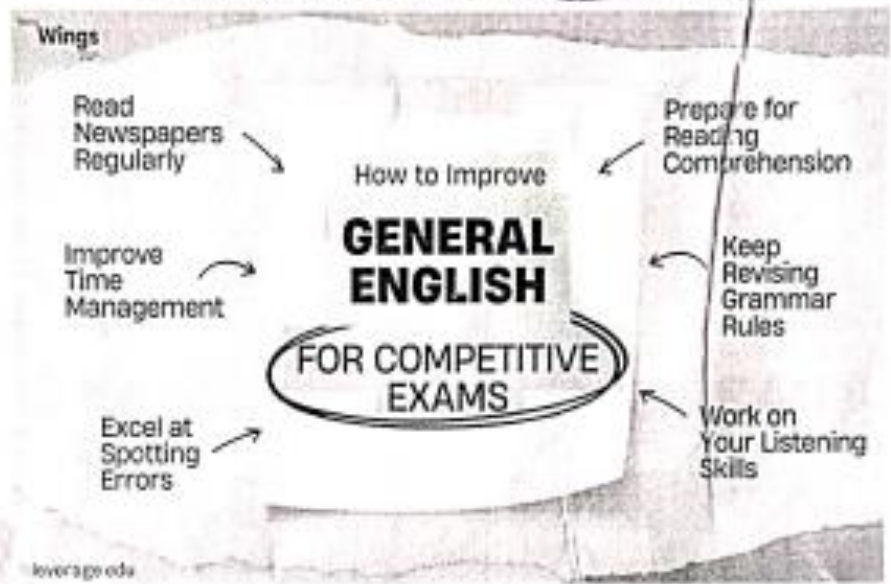 Wings
Read
Newspapers
Regularly
Improve
Time
Management
Excel at
Spotting
Errors
How to Improve
GENERAL
ENGLISH
FOR COMPETITIVE
EXAMS
Prepare for
Reading
Comprehension
Keep
Revising
Grammar
Rules
Work on
Your Listening
Skills
leverage edu